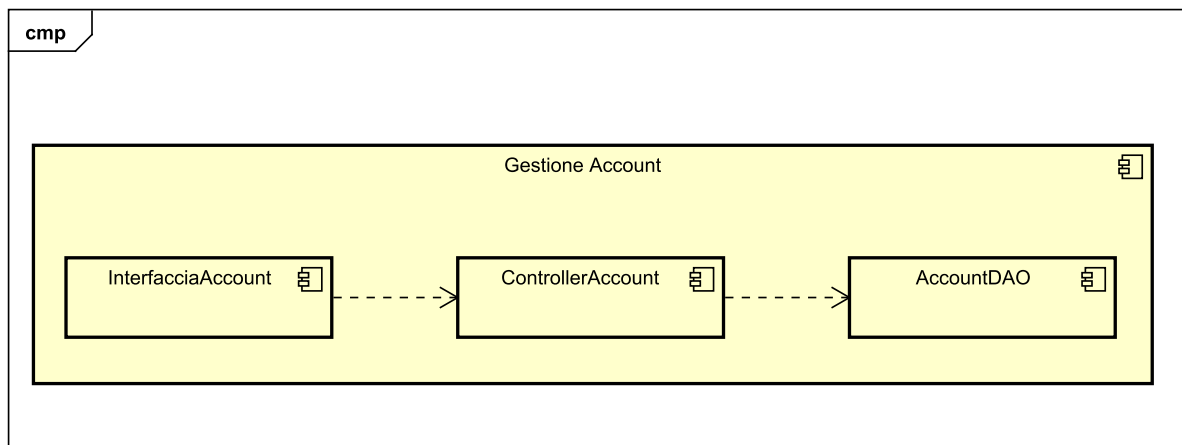 cmp
Gestione Account
InterfacciaAccount
ControllerAccount
AccountDAO